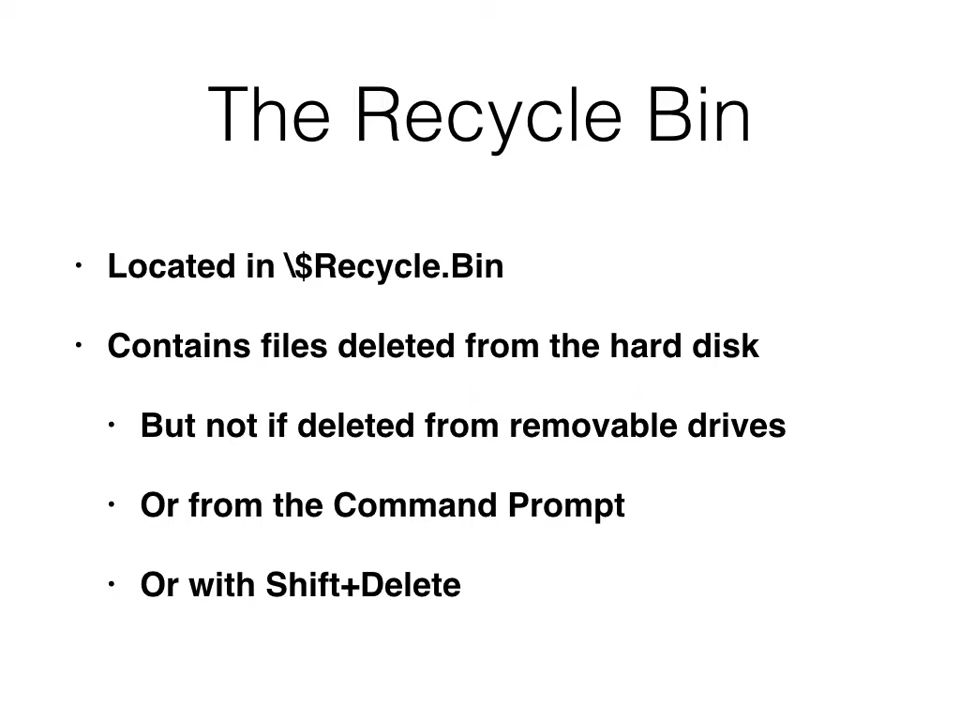 The Recycle Bin
• Located in \$Recycle.Bin
• Contains files deleted from the hard disk
• But not if deleted from removable drives
• Or from the Command Prompt
• Or with Shift+Delete